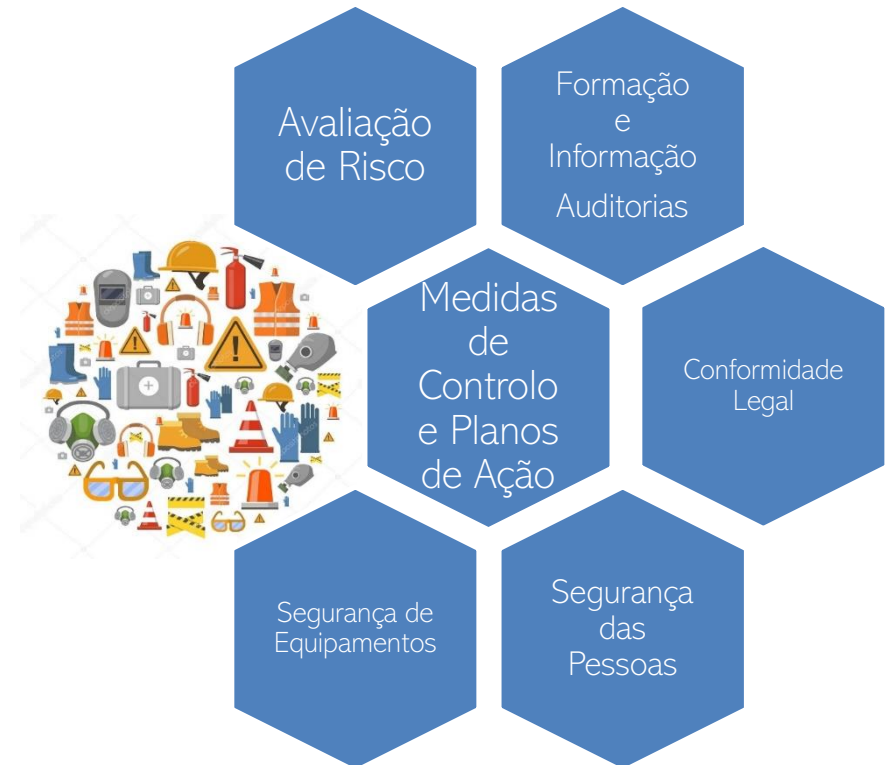 Avaliação
de Risco
Formação
e
Informação
Auditorias
Medidas
de
Controlo
e Planos
de Ação
Conformidade
Legal
Segurança de
Equipamentos
Segurança
das
Pessoas